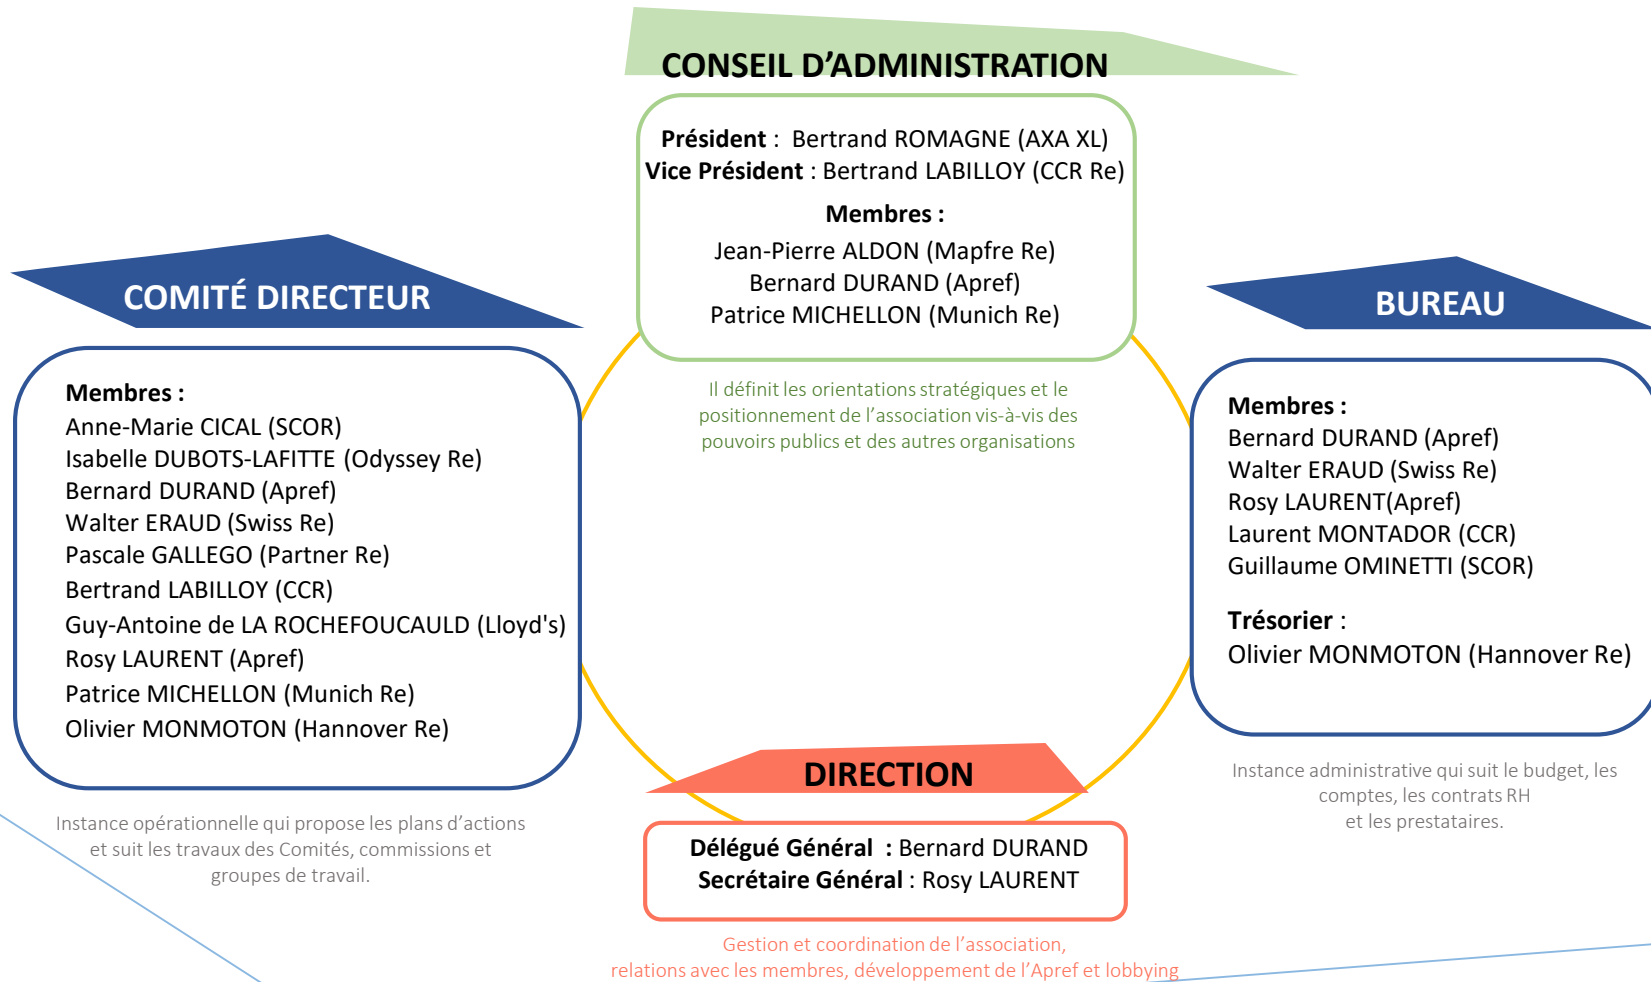 CONSEIL D'ADMINISTRATION
Président :  Bertrand ROMAGNE (AXA XL)
Vice Président : Bertrand LABILLOY (CCR Re)
Membres :
Jean-Pierre ALDON (Mapfre Re)
Bernard DURAND (Apref)
Patrice MICHELLON (Munich Re)
Il définit les orientations stratégiques et le
positionnement de l'association vis-à-vis des
pouvoirs publics et des autres organisations
COMITÉ DIRECTEUR
Membres :
Anne-Marie CICAL (SCOR)
Isabelle DUBOTS-LAFITTE (Odyssey Re)
Bernard DURAND (Apref)
Walter ERAUD (Swiss Re)
Pascale GALLEGO (Partner Re)
Bertrand LABILLOY (CCR)
Guy-Antoine de LA ROCHEFOUCAULD (Lloyd's)
Rosy LAURENT (Apref)
Patrice MICHELLON (Munich Re)
Olivier MONMOTON (Hannover Re)
Instance opérationnelle qui propose les plans d'actions
et suit les travaux des Comités, commissions et
groupes de travail.
BUREAU
Membres :
Bernard DURAND (Apref)
Walter ERAUD (Swiss Re)
Rosy LAURENT(Apref)
Laurent MONTADOR (CCR)
Guillaume OMINETTI (SCOR)
Trésorier :
Olivier MONMOTON (Hannover Re)
Instance administrative qui suit le budget, les
comptes, les contrats RH
et les prestataires.
DIRECTION
Délégué Général  : Bernard DURAND
Secrétaire Général : Rosy LAURENT
Gestion et coordination de l'association,
relations avec les membres, développement de l'Apref et lobbying